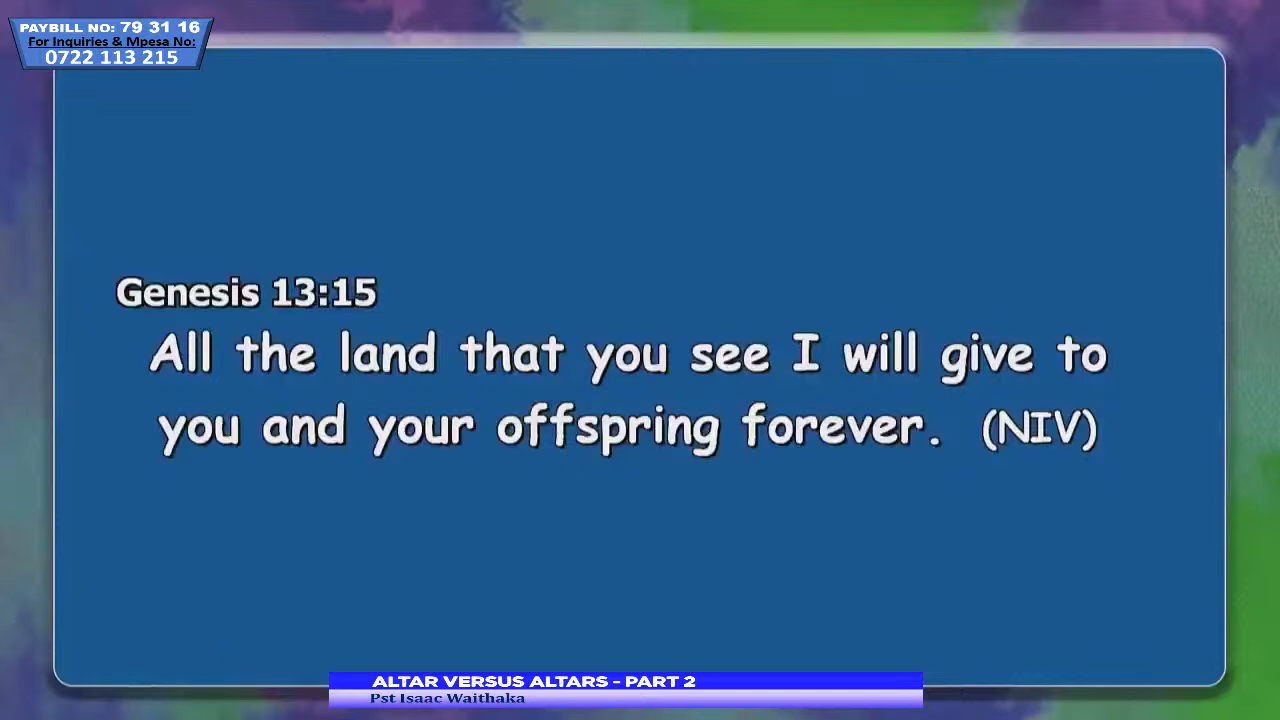 PAYBILL NO: 79 31 16
For Inquiries & Mpesa No:
0722 113 215
Genesis 13:15
All the land that you see I will give to
you and your offspring forever. (NIV)
ALTAR VERSUS ALTARS - PART 2
Pst Isaac Waithaka